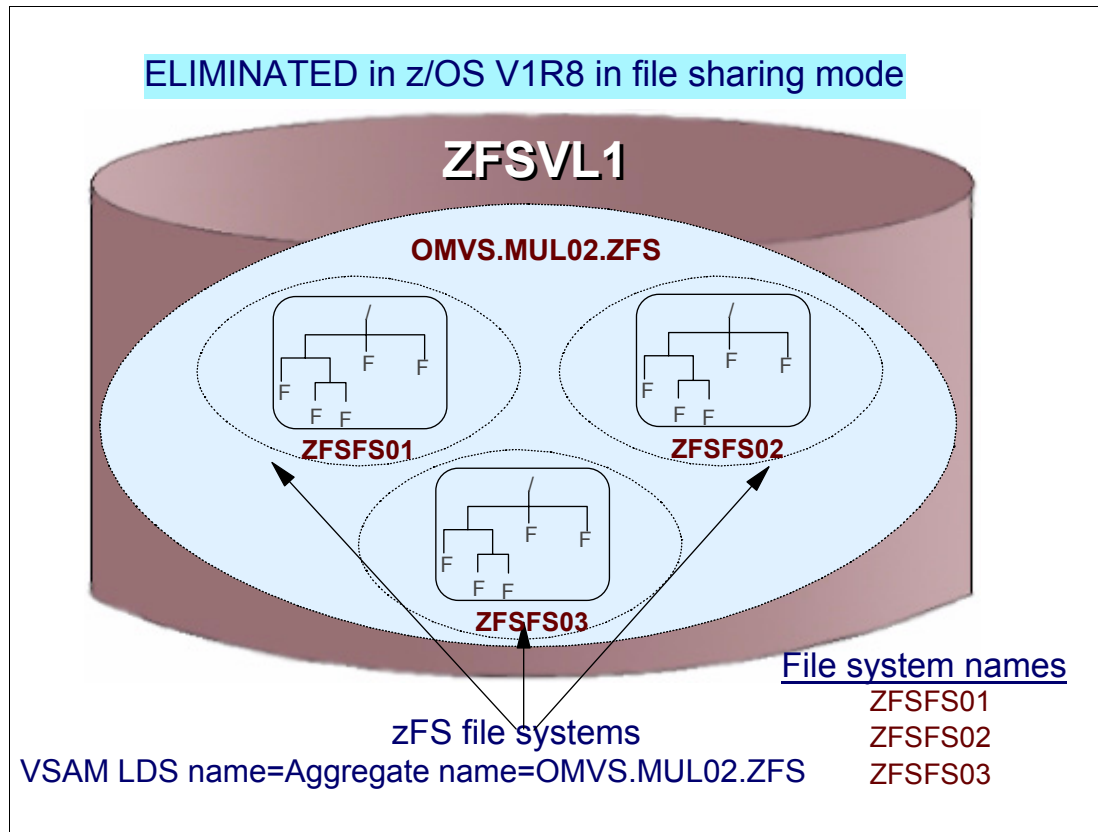 ELIMINATED in z/OS V1R8 in file sharing mode
ZFSVL1
OMVS.MUL02.ZFS
/
F
F
F
F F
ZFSFS01
/
F
F
F
F F
ZFSFS02
/
F
F
F
F F
ZFSFS03
zFS file systems
VSAM LDS name=Aggregate name=OMVS.MUL02.ZFS
File system names
ZFSFS01
ZFSFS02
ZFSFS03